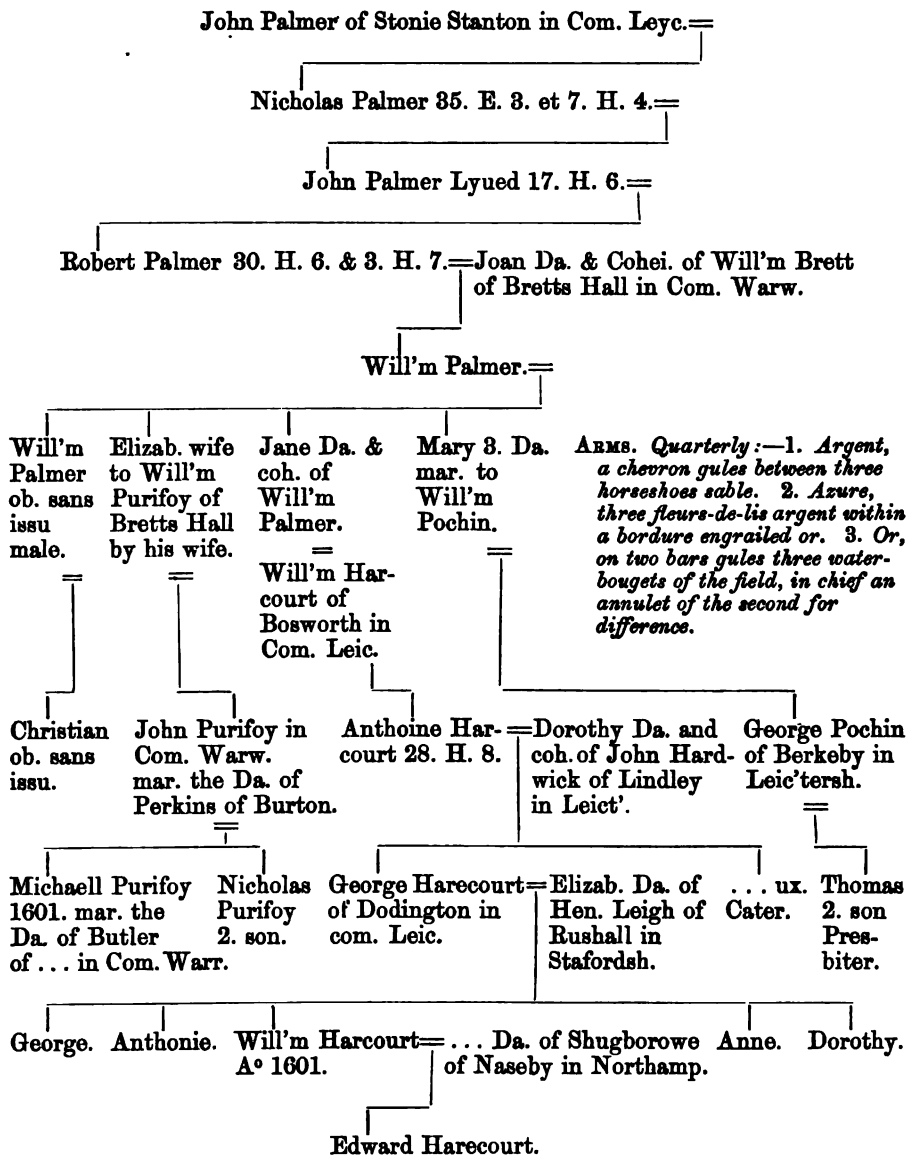 John Palmer of Stonie Stanton in Com. Leyc.=
Nicholas Palmer 35. E. 3. et 7. H. 4.=
John Palmer Lyued 17. H. 6.=
Robert Palmer 30. H. 6. & 3. H. 7.=Joan Da. & Cohei. of Will'm Brett
of Bretts Hall in Com. Warw.
Will'm Palmer.=
Will'm
Palmer
ob. sans
issu
male.
=
Elizab. wife
to Will'm
Purifoy of
Bretts Hall
by his wife.
=
Jane Da. &
coh. of
Will'm
Palmer.
=
Will'm Har-
court of
Bosworth in
Com. Leic.
Mary 3. Da.
mar. to
Will'm
Pochin.
=
ARMS. Quarterly:—1. Argent,
a chevron gules between three
horseshoes sable. 2. Azure,
three fleurs-de-lis argent within
a bordure engrailed or. 3. Or,
on two bars gules three water-
bougets of the field, in chief an
annulet of the second for
difference.
Christian
ob. sans
issu.
John Purifoy in
Com. Warw.
mar. the Da. of
Perkins of Burton.
=
Anthoine Har-
court 28. H. 8.
=Dorothy Da. and
coh. of John Hard-
wick of Lindley
in Leict'.
George Pochin
of Berkeby in
Leic'tersh.
=
Michaell Purifoy
1601. mar. the
Da. of Butler
of ... in Com. Warr.
Nicholas
Purifoy
2. son.
George Harecourt=
of Dodington in
com. Leic.
Elizab. Da. of
Hen. Leigh of
Rushall in
Stafordsh.
... ux.
Cater.
Thomas
2. son
Pres-
biter.
George.
Anthonie.
Will'm Harcourt=
Aº 1601.
... Da. of Shugborowe
of Naseby in Northamp.
Anne.
Dorothy.
Edward Harecourt.